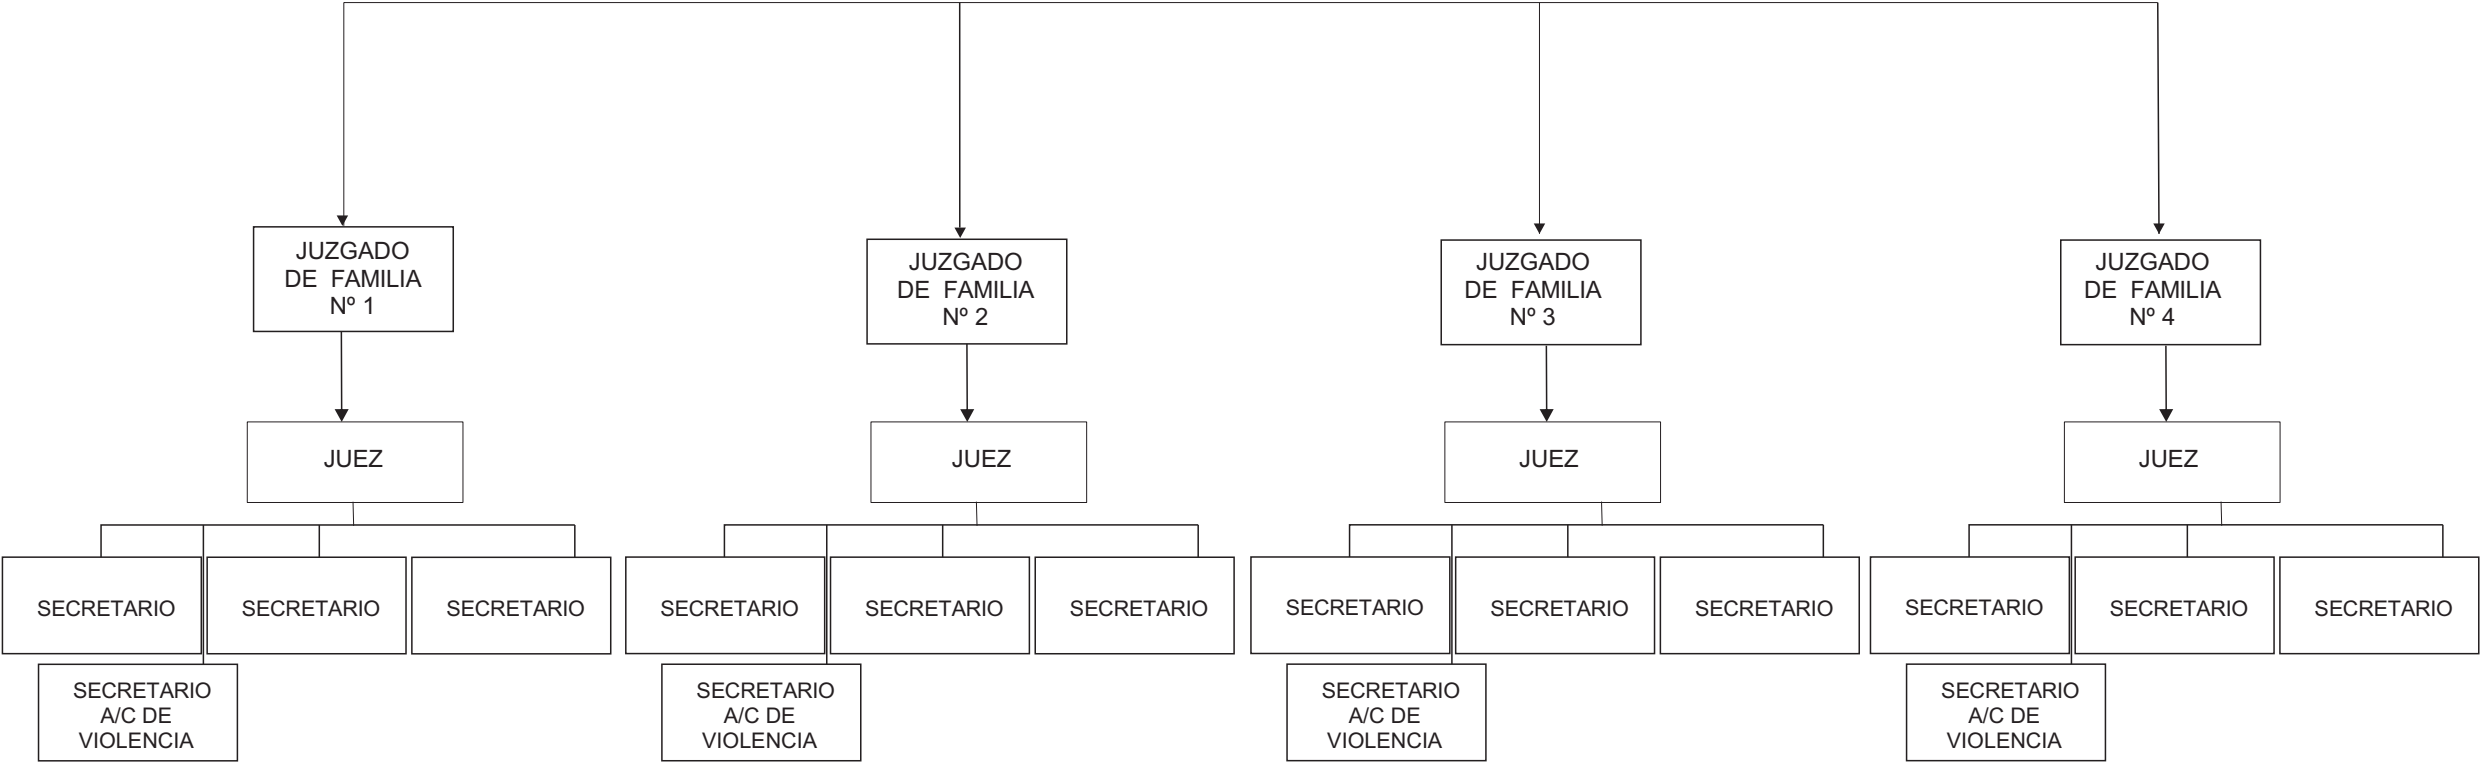 JUZGADO
DE FAMILIA
Nº 1
JUZGADO
DE FAMILIA
Nº 2
JUZGADO
DE FAMILIA
Nº 3
JUZGADO
DE FAMILIA
Nº 4
JUEZ
JUEZ
JUEZ
JUEZ
SECRETARIO
SECRETARIO
SECRETARIO
SECRETARIO
SECRETARIO
SECRETARIO
SECRETARIO
SECRETARIO
SECRETARIO
SECRETARIO
SECRETARIO
SECRETARIO
SECRETARIO
A/C DE
VIOLENCIA
SECRETARIO
A/C DE
VIOLENCIA
SECRETARIO
A/C DE
VIOLENCIA
SECRETARIO
A/C DE
VIOLENCIA